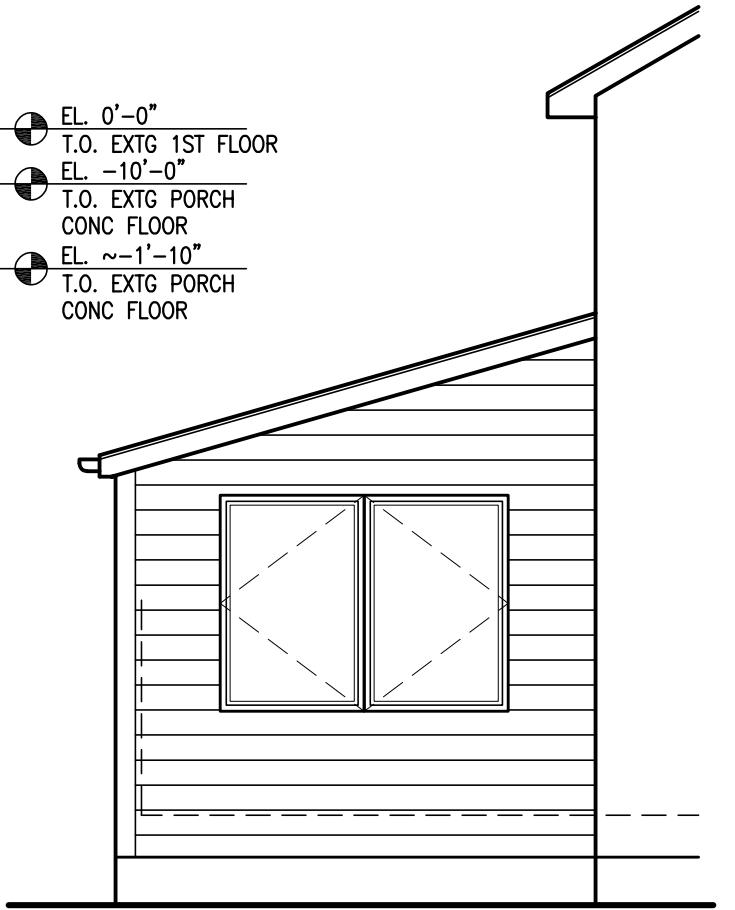 EL. 0'-0"
T.O. EXTG 1ST FLOOR
EL. -10'-0"
T.O. EXTG PORCH
CONC FLOOR
EL. ~-1'-10"
T.O. EXTG PORCH
CONC FLOOR